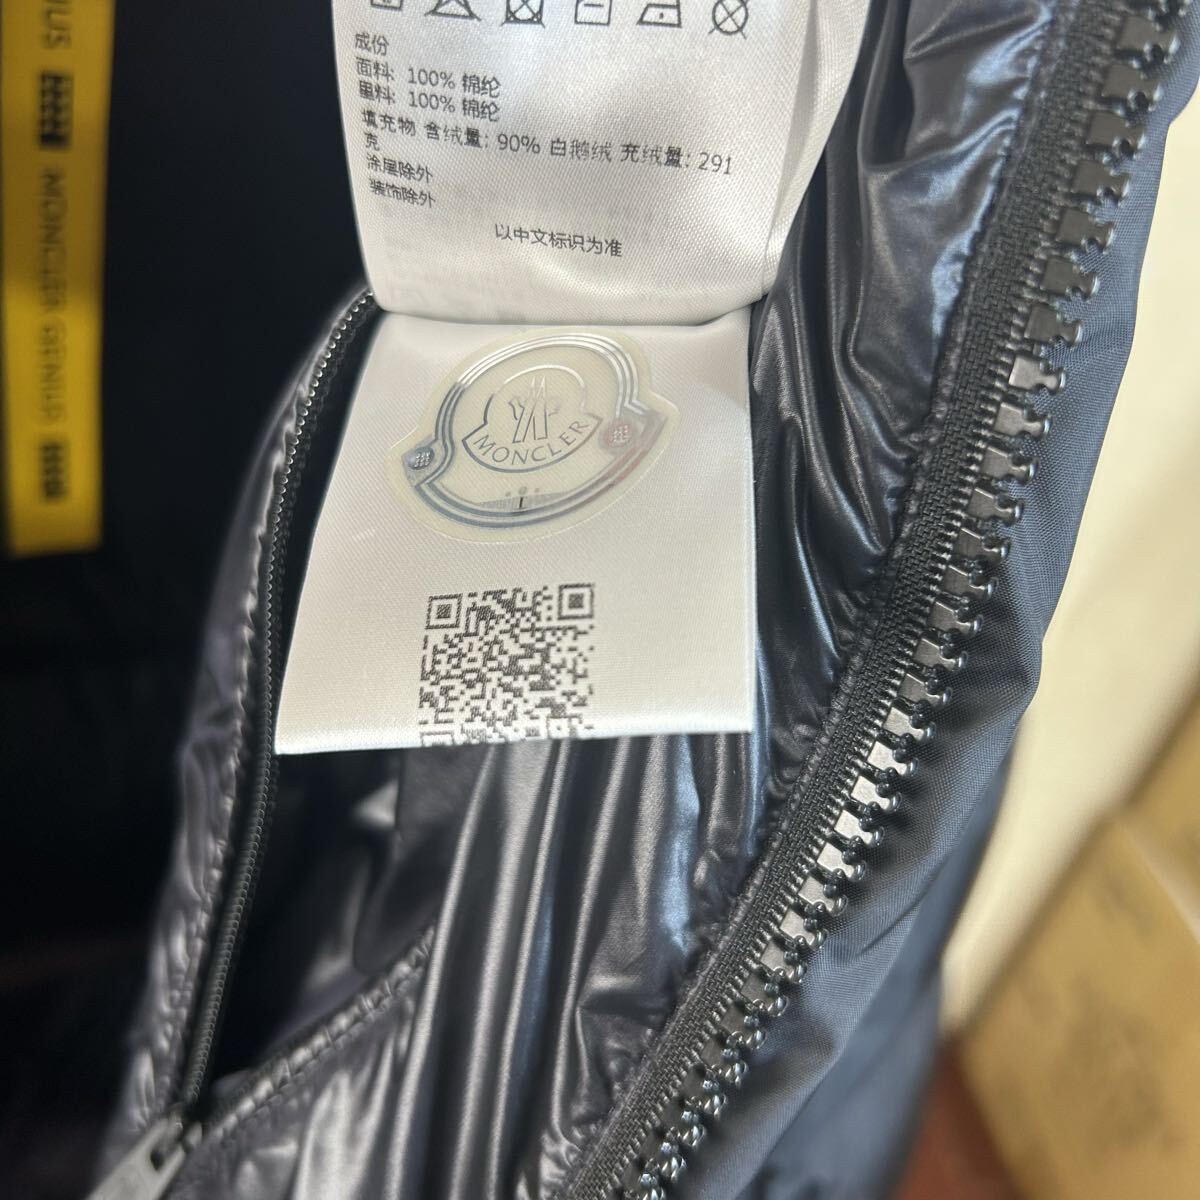 成份
面料: 100% 锦纶
里料: 100% 锦纶
填充物 含绒量: 90% 白鹅绒 充绒量: 291
克
涂层除外
装饰除外
以中文标识为准
MONCLER
MONCLER GENIUS